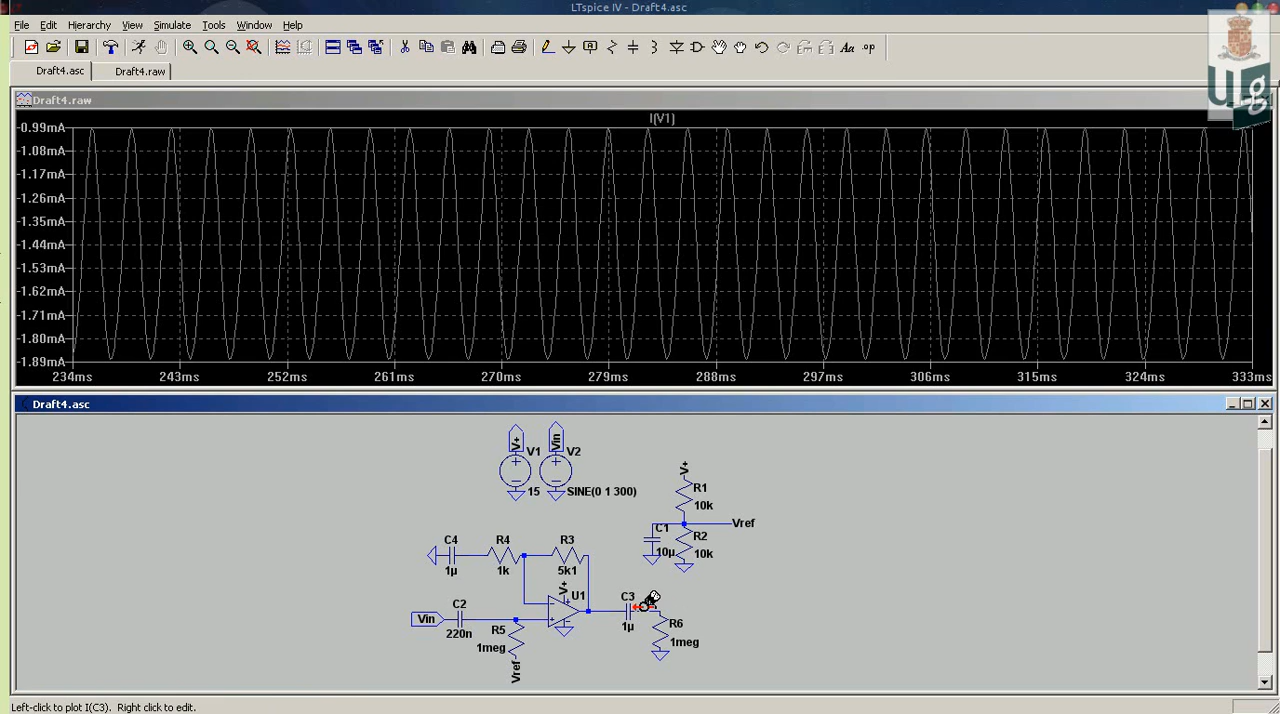 LTspice IV - Draft4.asc
File Edit Hierarchy View Simulate Tools Window Help
Aa .op
Draft4.asc Draft4.raw
Draft4.raw
Ug
I(V1)
-0.99mA
-1.08mA
-1.17mA
-1.26mA
-1.35mA
-1.44mA
-1.53mA
-1.62mA
-1.71mA
-1.80mA
-1.89mA
234ms 243ms 252ms 261ms 270ms 279ms 288ms 297ms 306ms 315ms 324ms 333ms
Draft4.asc
V+ V1 Vin V2
15 SINE(0 1 300)
V+
R1
10k
C1 Vref
10µ R2
10k
C4 R4 R3
1µ 1k 5k1
V+ U1
C3
1µ
R6
1meg
Vin C2
220n
R5
1meg
Vref
Left-click to plot I(C3). Right click to edit.